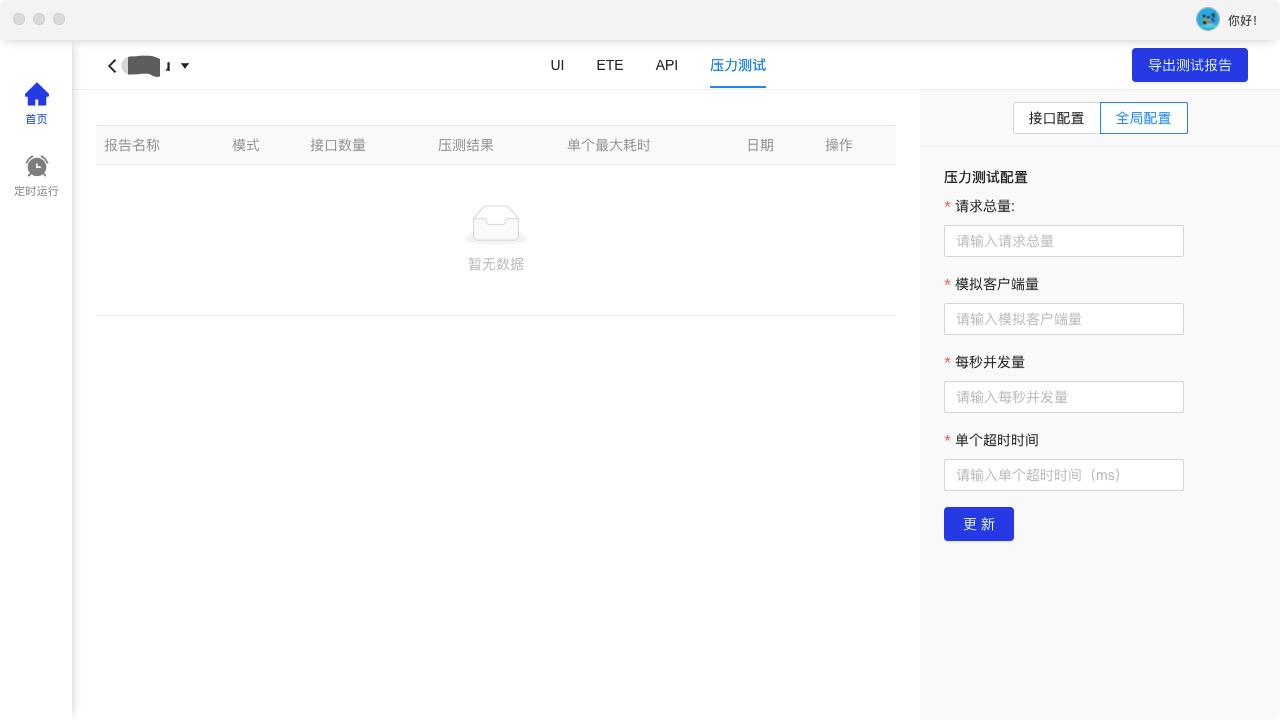 你好！
UI ETE API 压力测试
导出测试报告
首页
定时运行
接口配置 全局配置
报告名称 模式 接口数量 压测结果 单个最大耗时 日期 操作
暂无数据
压力测试配置
* 请求总量:
请输入请求总量
* 模拟客户端量
请输入模拟客户端量
* 每秒并发量
请输入每秒并发量
* 单个超时时间
请输入单个超时时间（ms）
更 新